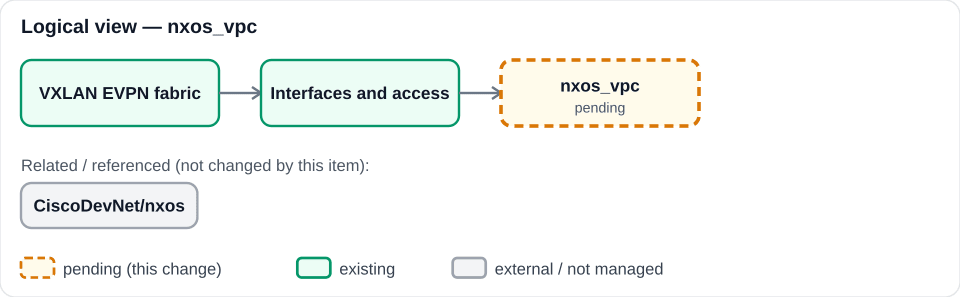 Logical view — nxos_vpc
VXLAN EVPN fabric
Interfaces and access
nxos_vpc
pending
Related / referenced (not changed by this item):
CiscoDevNet/nxos
pending (this change)
existing
external / not managed